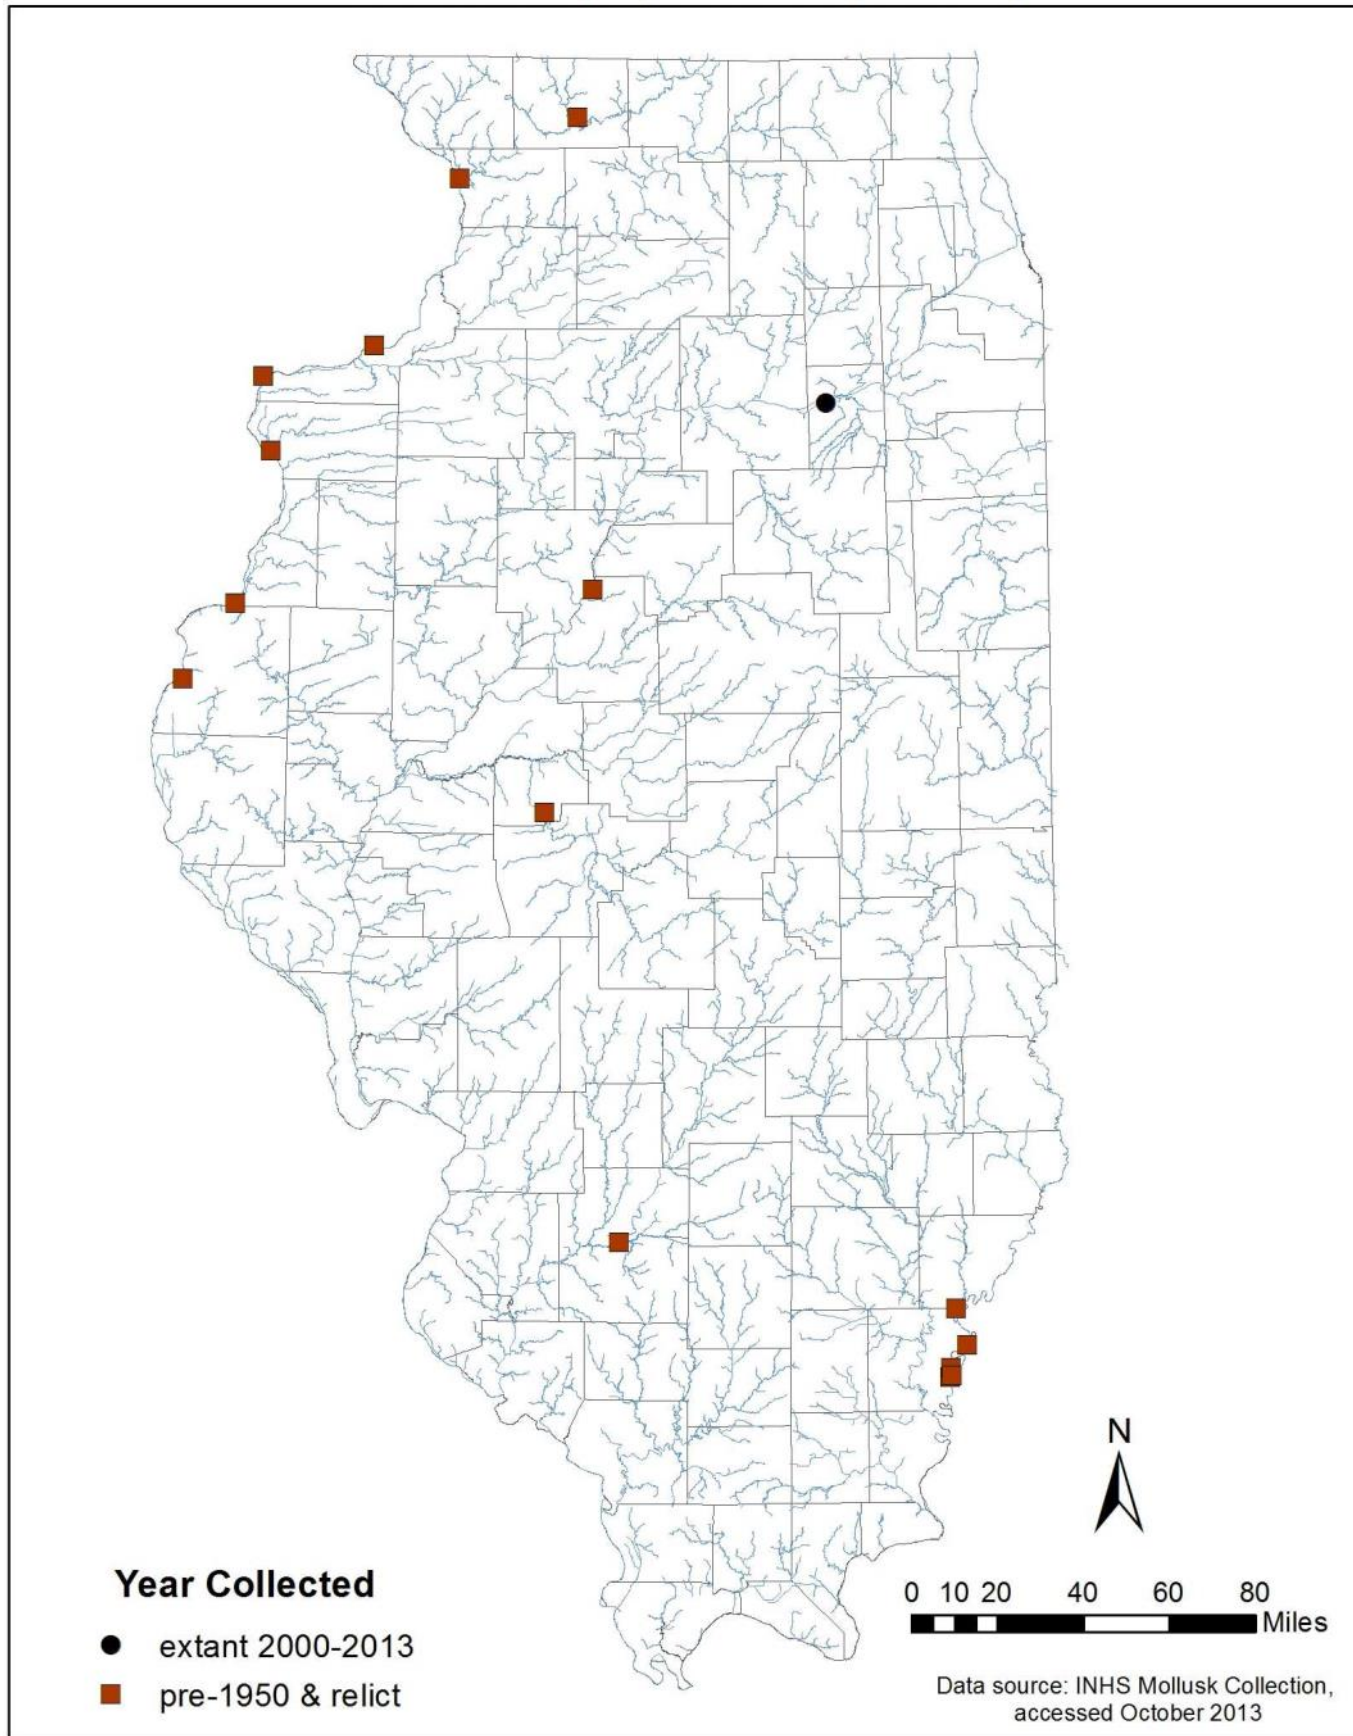 N
0 10 20 40 60 80
Miles
Year Collected
extant 2000-2013
pre-1950 & relict
Data source: INHS Mollusk Collection,
accessed October 2013